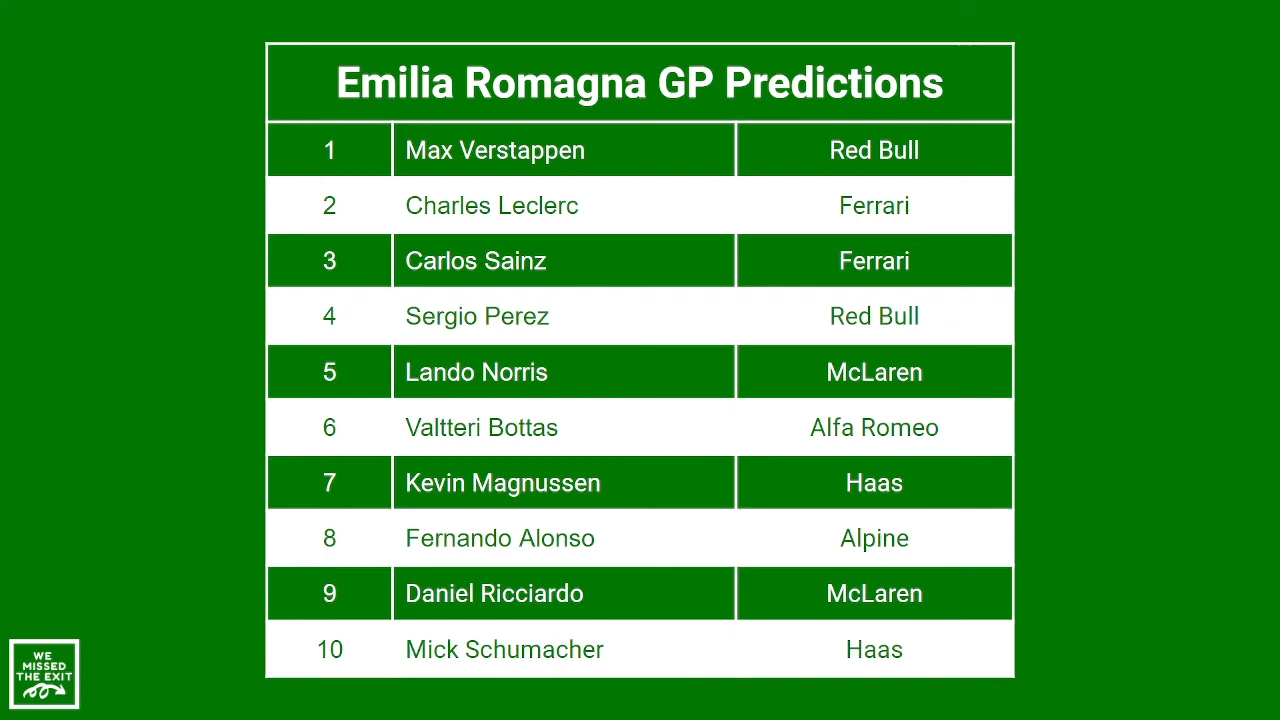 Emilia Romagna GP Predictions
1 Max Verstappen Red Bull
2 Charles Leclerc Ferrari
3 Carlos Sainz Ferrari
4 Sergio Perez Red Bull
5 Lando Norris McLaren
6 Valtteri Bottas Alfa Romeo
7 Kevin Magnussen Haas
8 Fernando Alonso Alpine
9 Daniel Ricciardo McLaren
10 Mick Schumacher Haas
WE
MISSED
THE EXIT